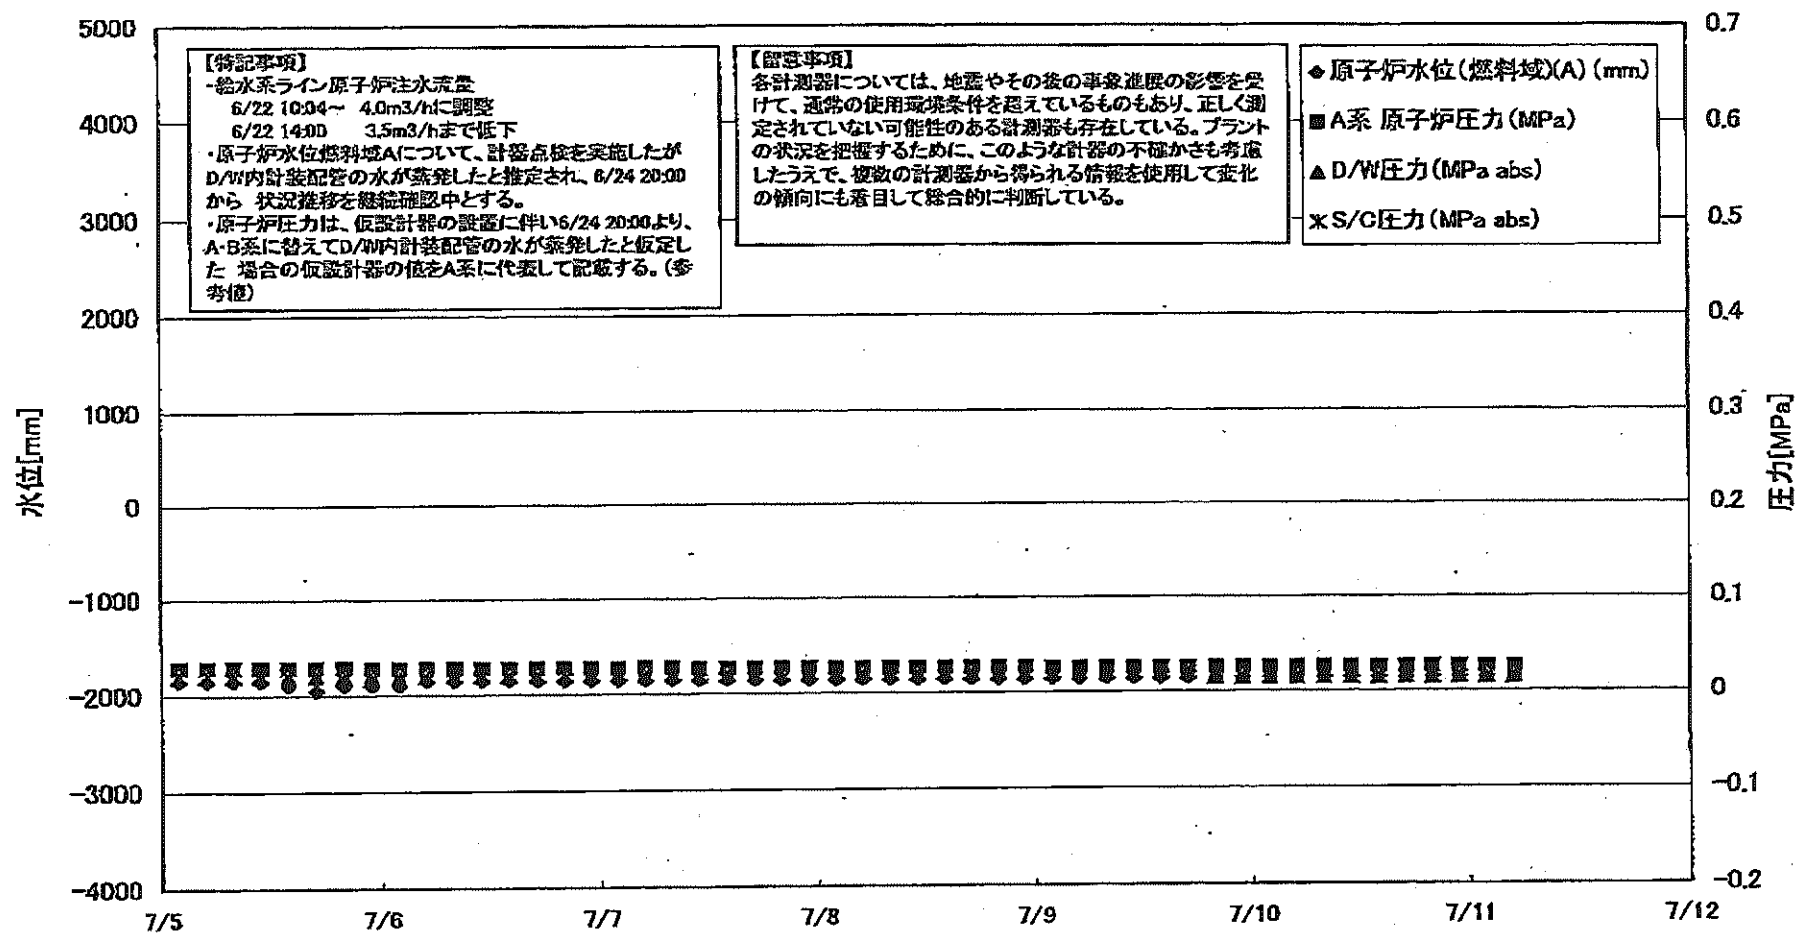 5000
4000
3000
2000
1000
0
-1000
-2000
-3000
-4000
水位[mm]
【特記事項】
・給水系ライン原子炉注水流量
6/22 10:04～ 4.0m3/hに調整
6/22 14:00 3.5m3/hまで低下
・原子炉水位燃料域Aについて、計器点検を実施したが
D/W内計装配管の水が蒸発したと推定され、6/24 20:00
から 状況推移を継続確認中とする。
・原子炉圧力は、仮設計器の設置に伴い6/24 20:00より、
A・B系に替えてD/W内計装配管の水が蒸発したと仮定し
た 場合の仮設計器の値をA系に代表して記載する。(参
考値)
【留意事項】
各計測器については、地震やその後の事象進展の影響を受
けて、通常の使用環境条件を超えているものもあり、正しく測
定されていない可能性のある計測器も存在している。プラント
の状況を把握するために、このような計器の不確かさも考慮
したうえで、複数の計測器から得られる情報を使用して変化
の傾向にも着目して総合的に判断している。
原子炉水位(燃料域)(A) (mm)
A系 原子炉圧力(MPa)
D/W圧力(MPa abs)
S/C圧力(MPa abs)
0.7
0.6
0.5
0.4
0.3
0.2
0.1
0
-0.1
-0.2
圧力[MPa]
7/5
7/6
7/7
7/8
7/9
7/10
7/11
7/12